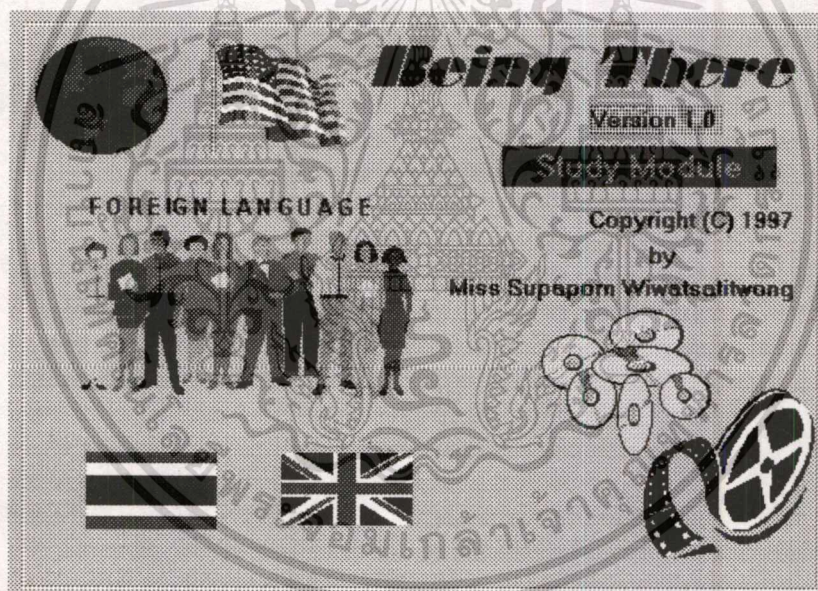 Being There
Version 1.0
Study Module
FOREIGN LANGUAGE
Copyright (C) 1997
by
Miss Supaporn Wiwatsatitwong